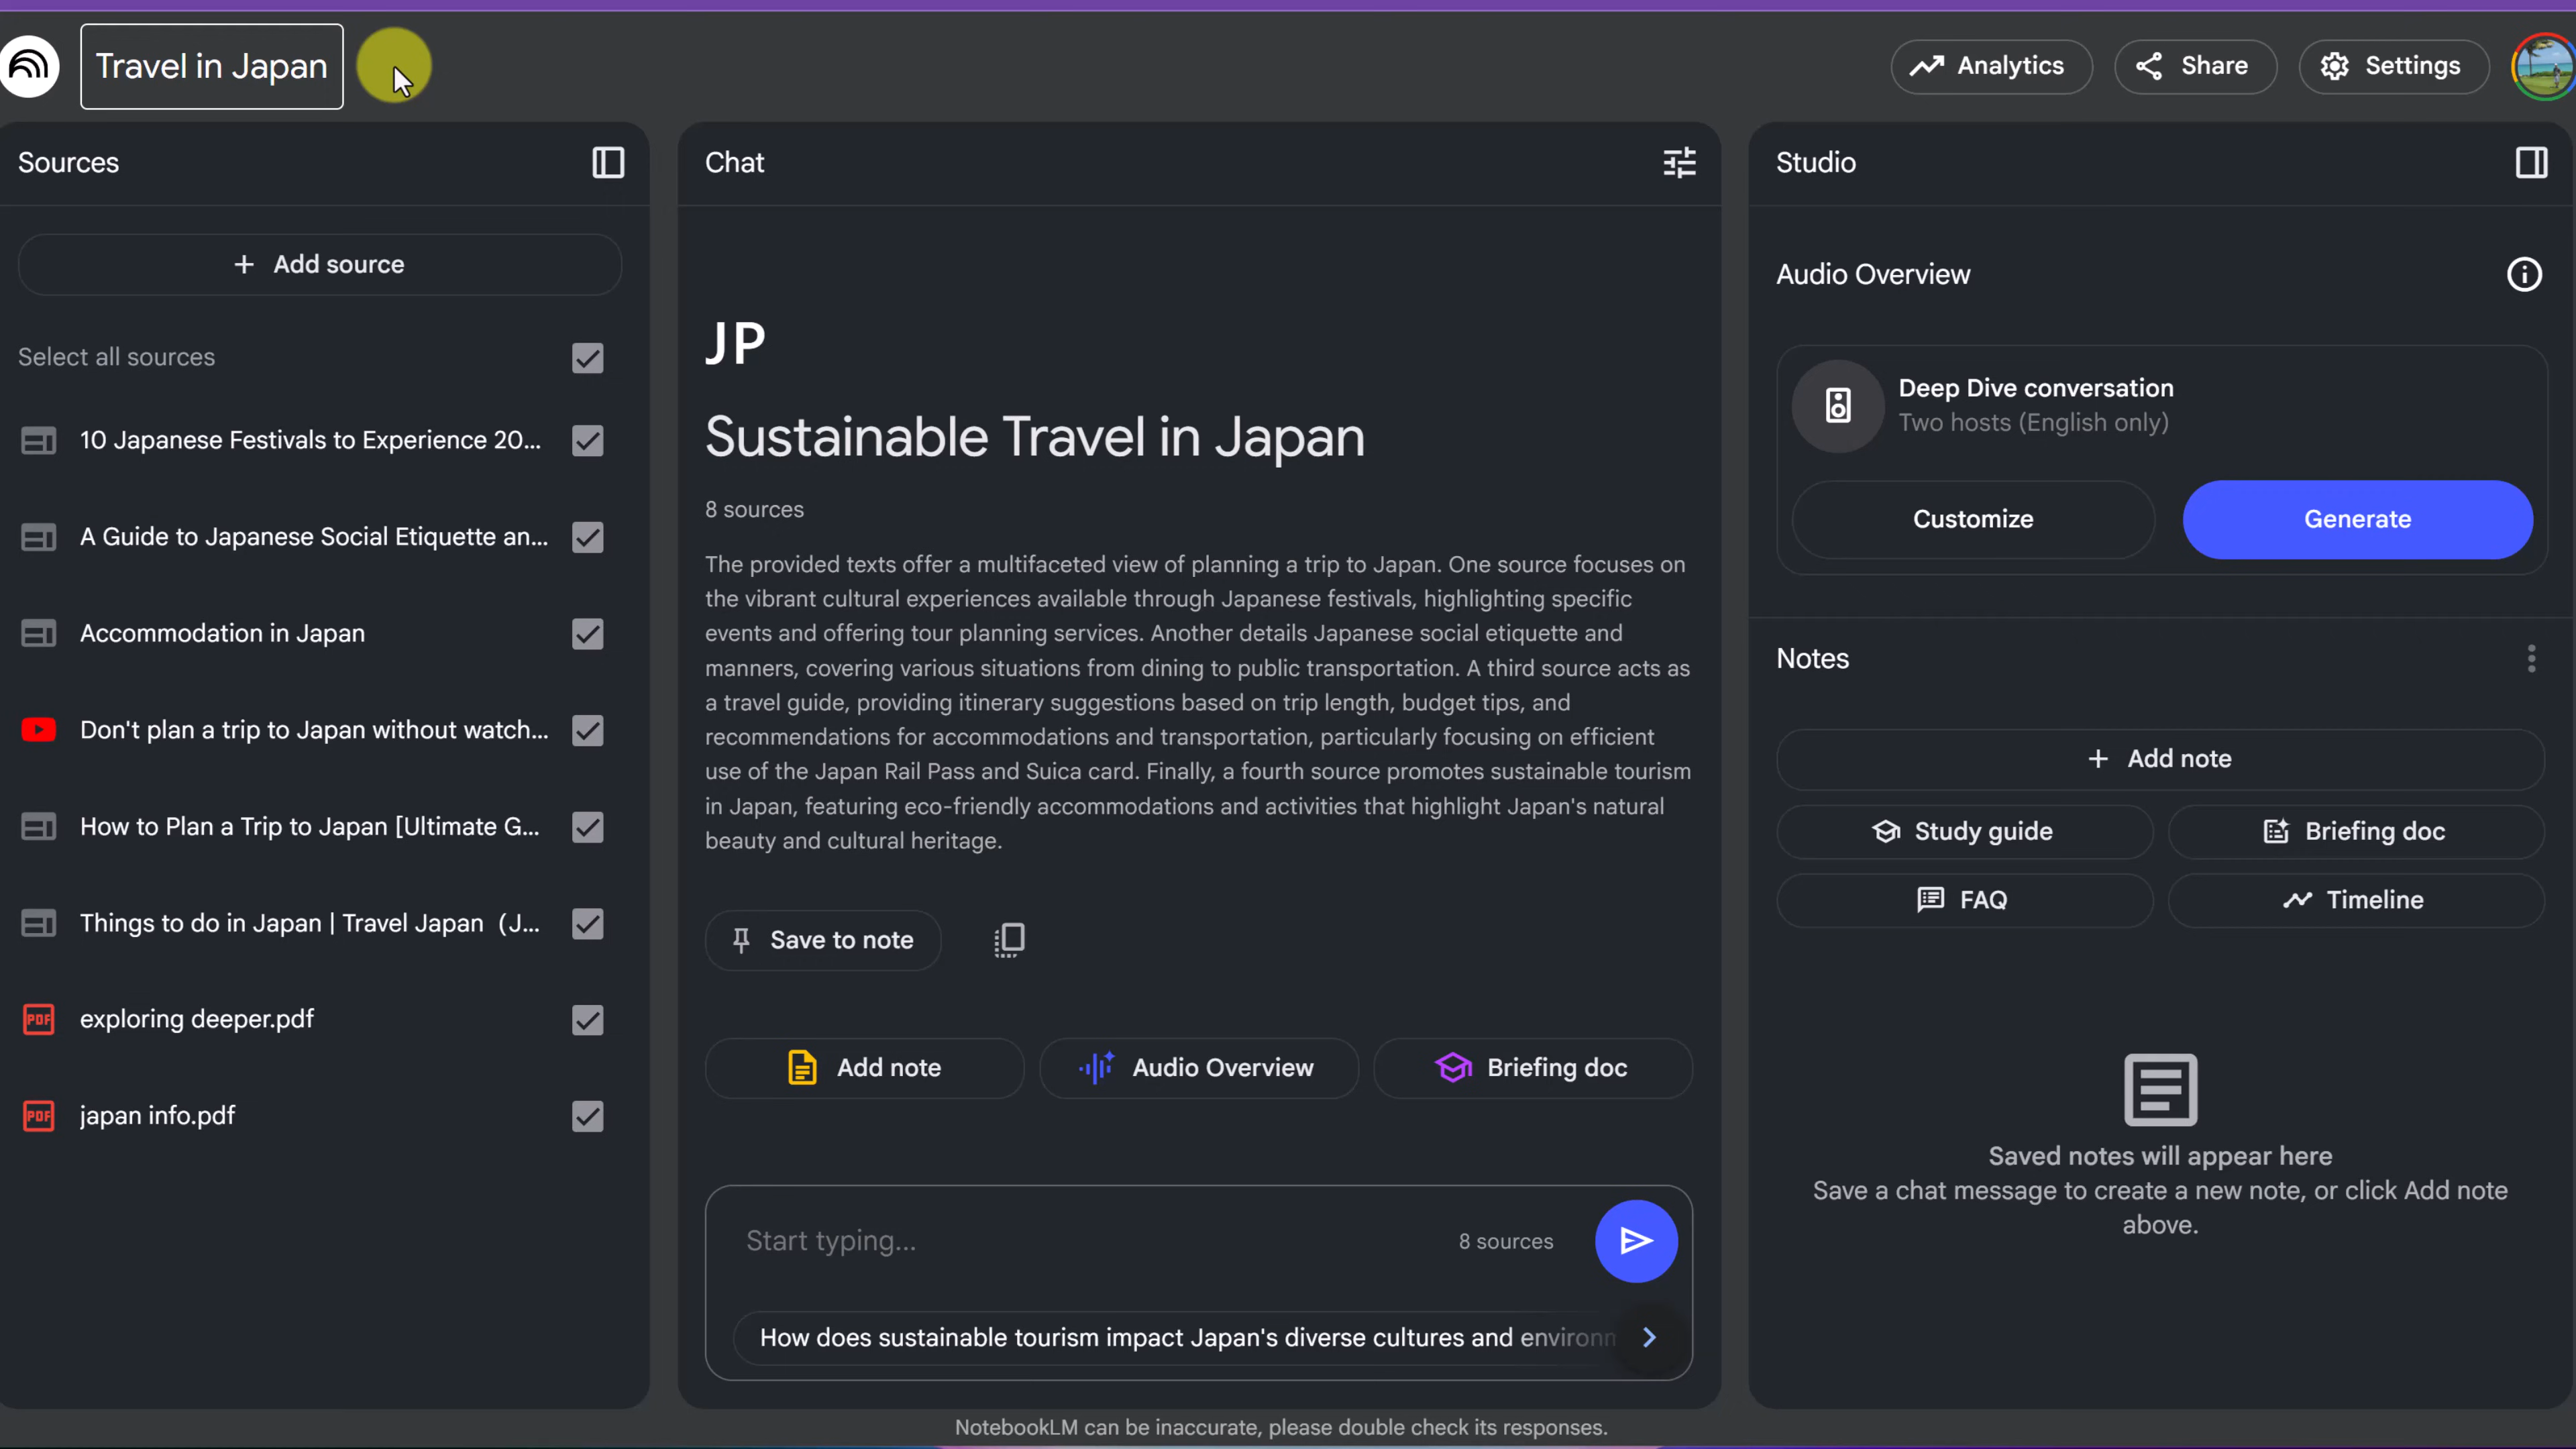 Travel in Japan
Analytics
Share
Settings
Sources
Add source
Select all sources
10 Japanese Festivals to Experience 20...
A Guide to Japanese Social Etiquette an...
Accommodation in Japan
Don't plan a trip to Japan without watch...
How to Plan a Trip to Japan [Ultimate G...
Things to do in Japan | Travel Japan (J...
PDF exploring deeper.pdf
PDF japan info.pdf
Chat
JP
Sustainable Travel in Japan
8 sources
The provided texts offer a multifaceted view of planning a trip to Japan. One source focuses on
the vibrant cultural experiences available through Japanese festivals, highlighting specific
events and offering tour planning services. Another details Japanese social etiquette and
manners, covering various situations from dining to public transportation. A third source acts as
a travel guide, providing itinerary suggestions based on trip length, budget tips, and
recommendations for accommodations and transportation, particularly focusing on efficient
use of the Japan Rail Pass and Suica card. Finally, a fourth source promotes sustainable tourism
in Japan, featuring eco-friendly accommodations and activities that highlight Japan's natural
beauty and cultural heritage.
Save to note
Add note
Audio Overview
Briefing doc
Start typing...
8 sources
How does sustainable tourism impact Japan's diverse cultures and environm
Studio
Audio Overview
Deep Dive conversation
Two hosts (English only)
Customize
Generate
Notes
Add note
Study guide
Briefing doc
FAQ
Timeline
Saved notes will appear here
Save a chat message to create a new note, or click Add note
above.
NotebookLM can be inaccurate, please double check its responses.